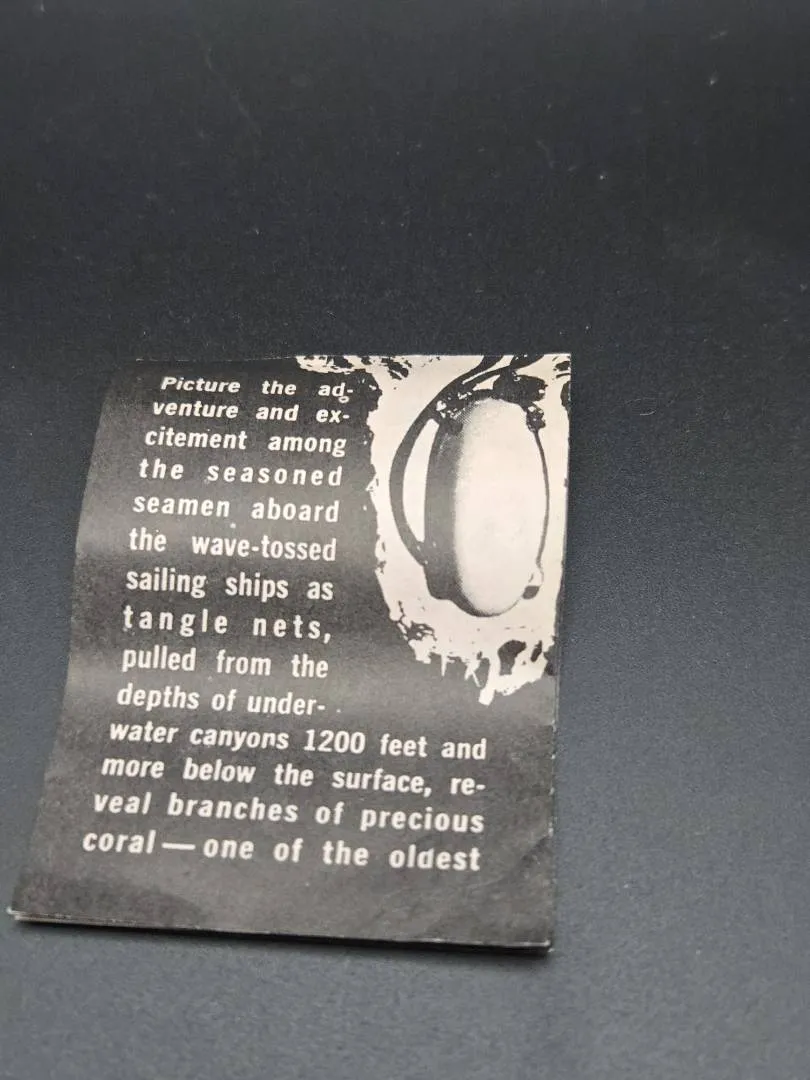 Picture the ad-
venture and ex-
citement among
the seasoned
seamen aboard
the wave-tossed
sailing ships as
tangle nets,
pulled from the
depths of under-
water canyons 1200 feet and
more below the surface, re-
veal branches of precious
coral — one of the oldest